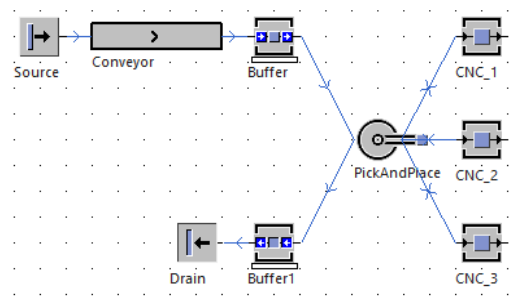 Source
Conveyor
Buffer
CNC_1
PickAndPlace
CNC_2
Drain
Buffer1
CNC_3